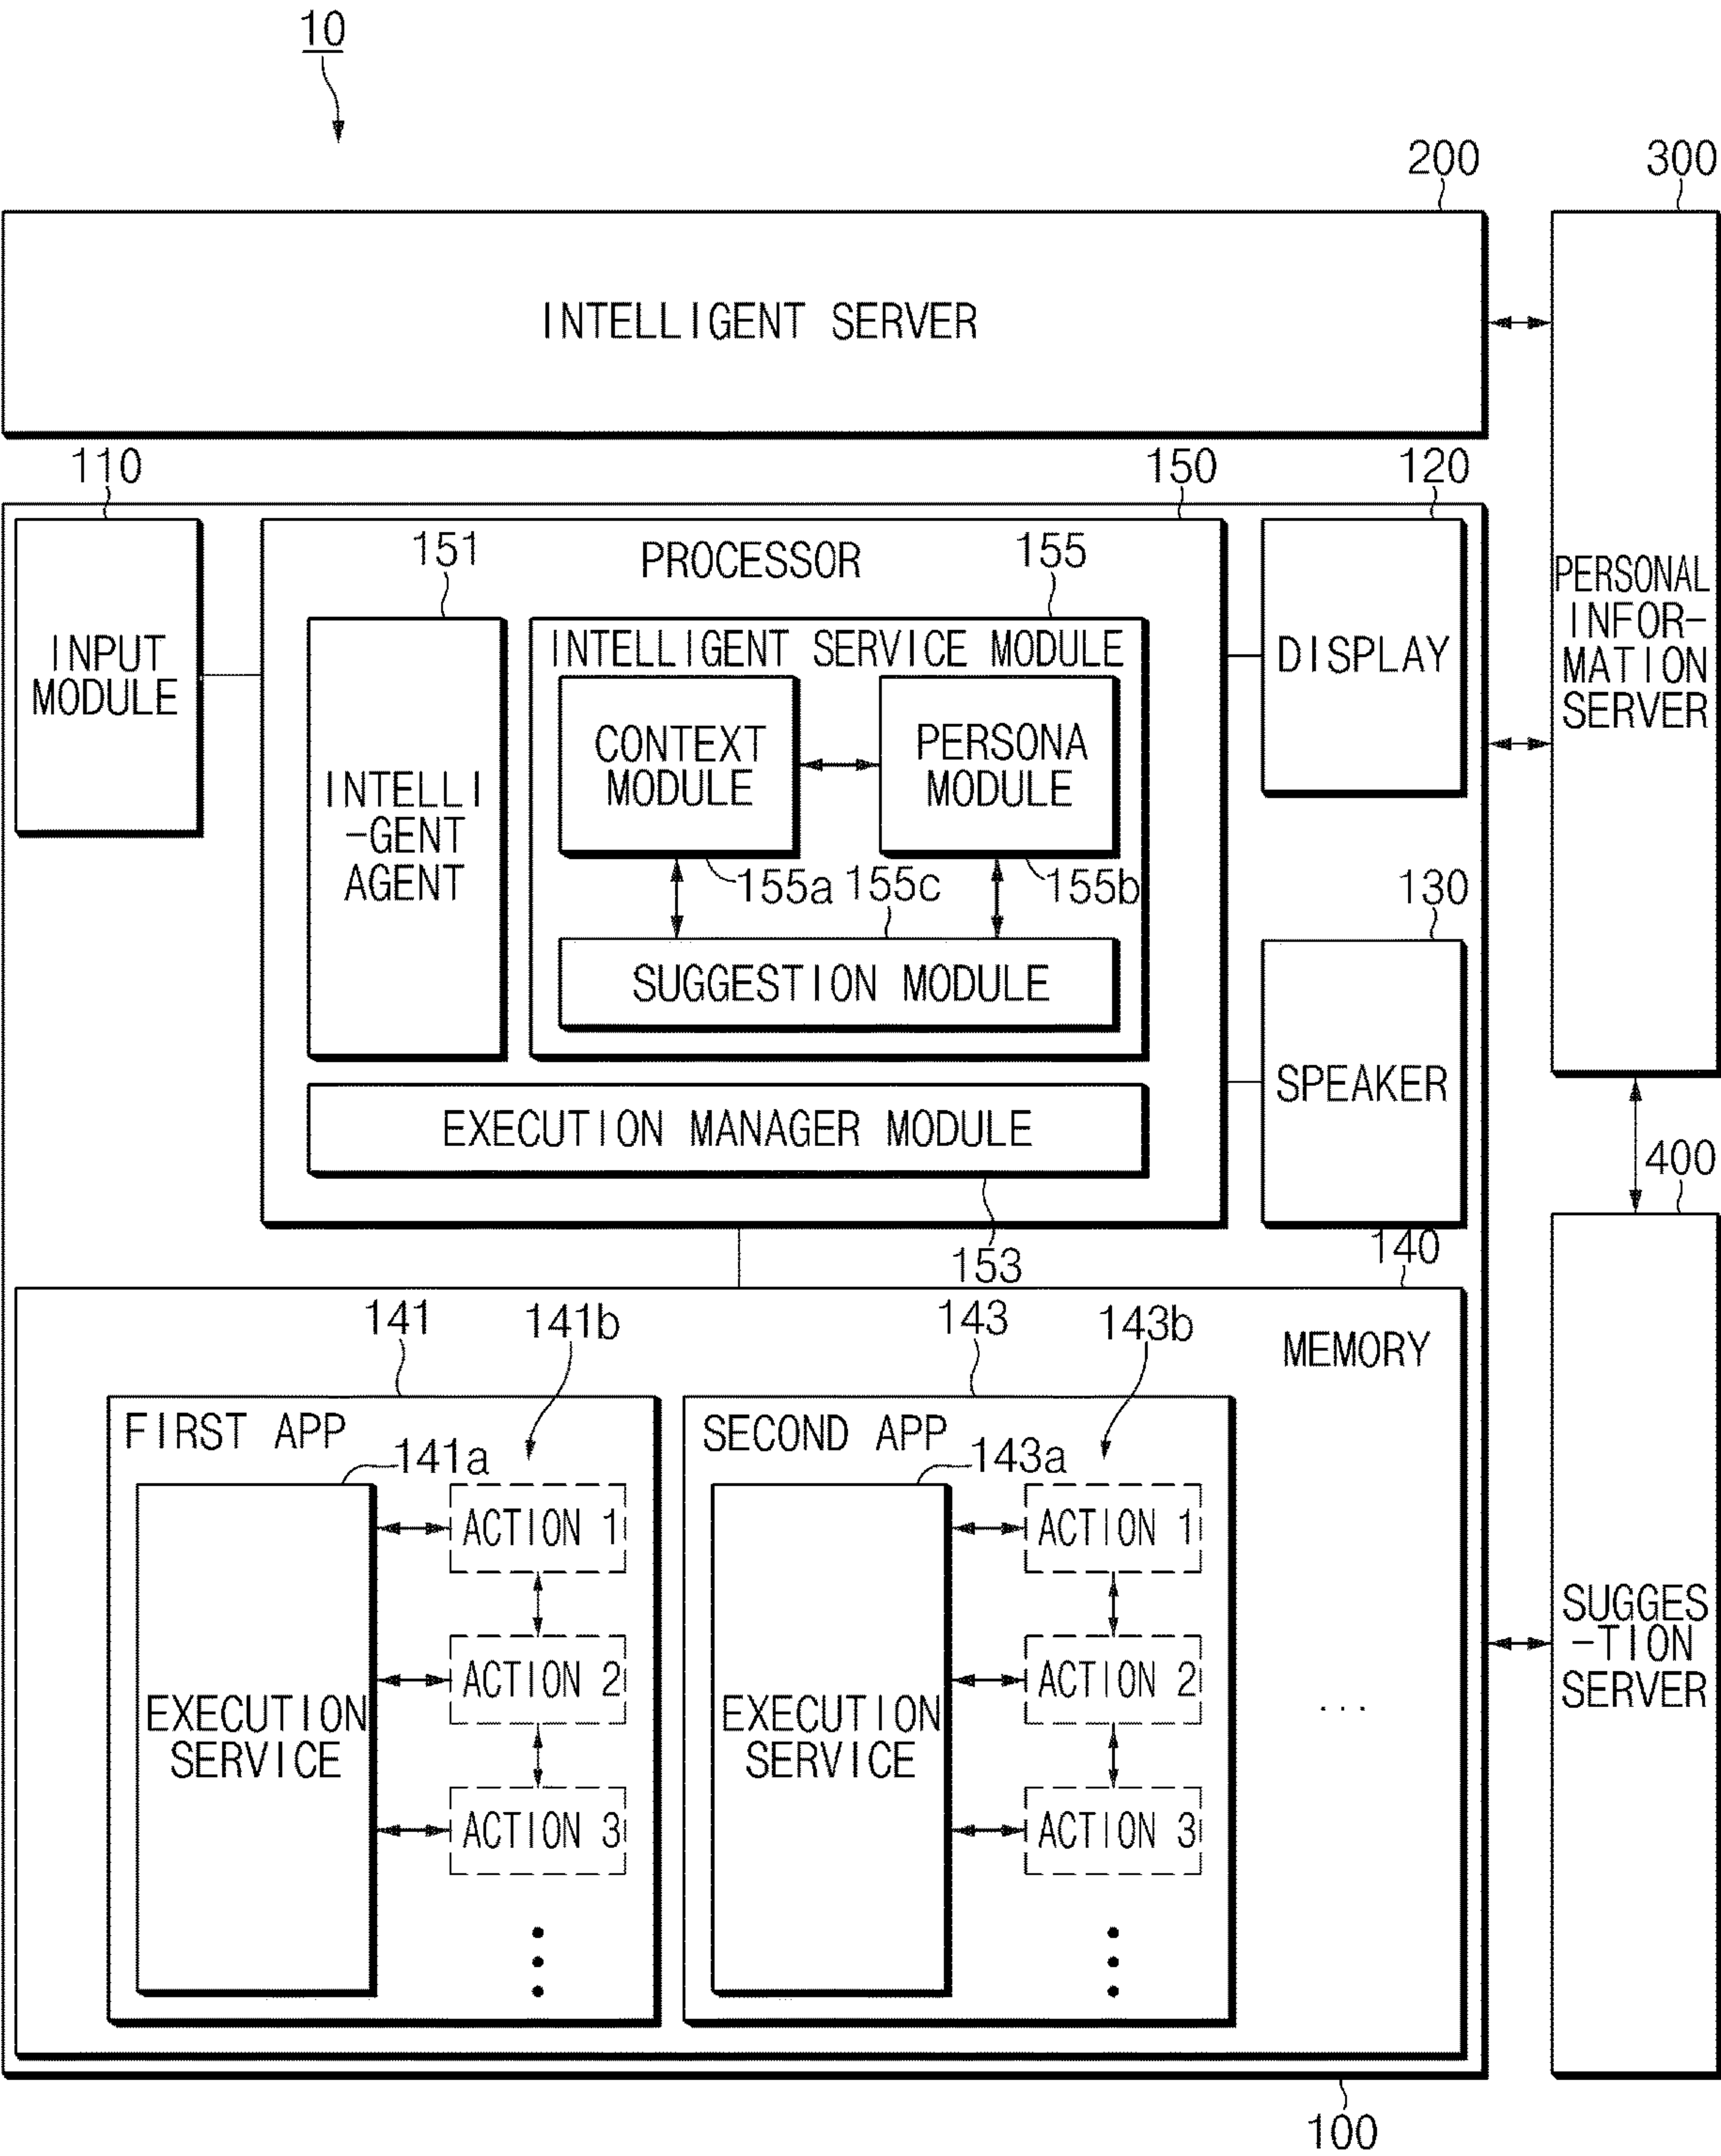 10
200
300
INTELLIGENT SERVER
110
150
120
151
PROCESSOR
155
INPUT
MODULE
INTELLIGENT SERVICE MODULE
DISPLAY
PERSONAL
INFOR-
MATION
SERVER
CONTEXT
MODULE
PERSONA
MODULE
INTELLI
-GENT
AGENT
155a
155c
155b
130
SUGGESTION MODULE
SPEAKER
EXECUTION MANAGER MODULE
400
153
140
141
141b
143
143b
MEMORY
FIRST APP
SECOND APP
141a
143a
ACTION 1
ACTION 1
SUGGES
-TION
SERVER
ACTION 2
ACTION 2
EXECUTION
SERVICE
EXECUTION
SERVICE
...
ACTION 3
ACTION 3
100